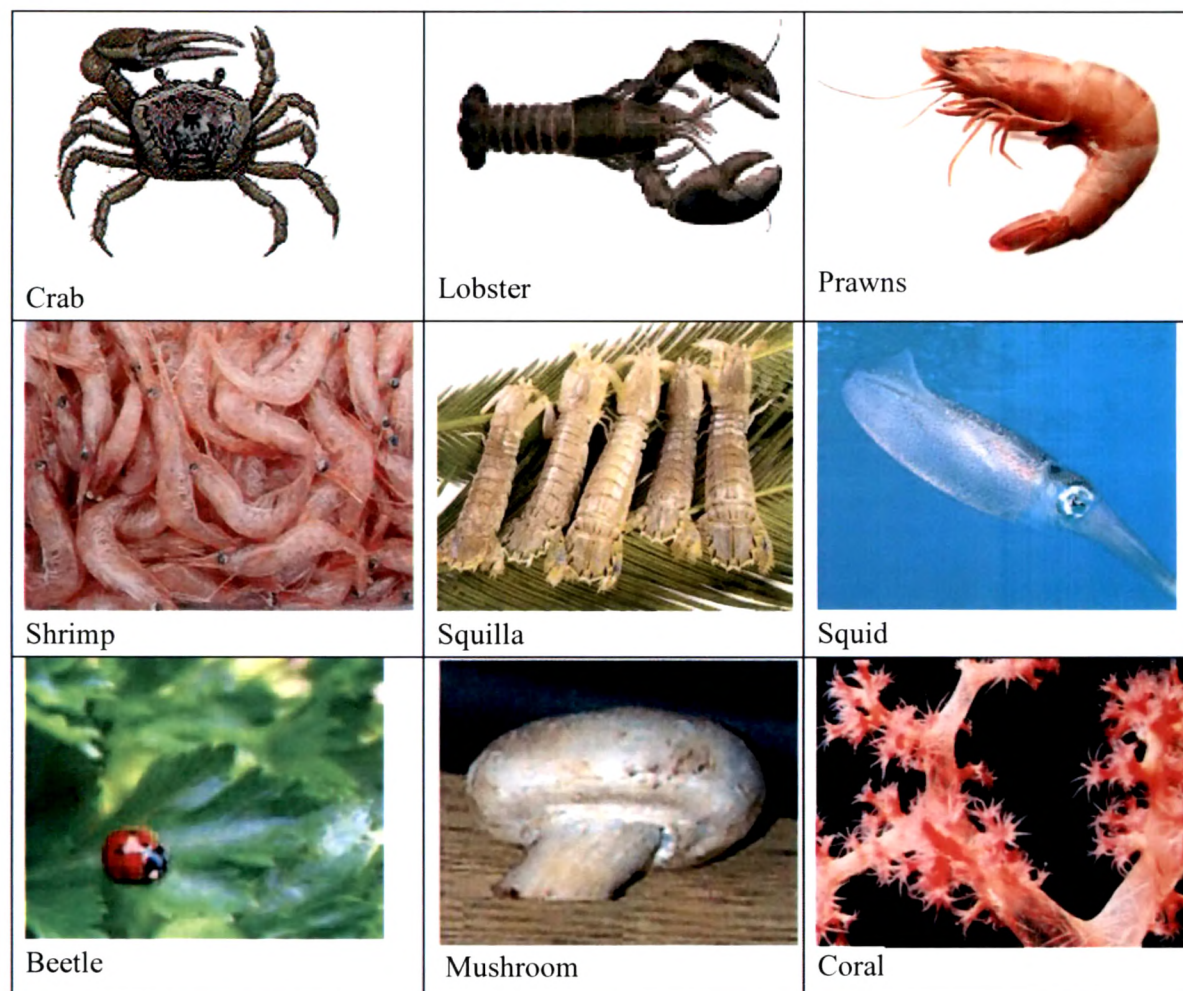 Crab
Lobster
Prawns
Shrimp
Squilla
Squid
Beetle
Mushroom
Coral